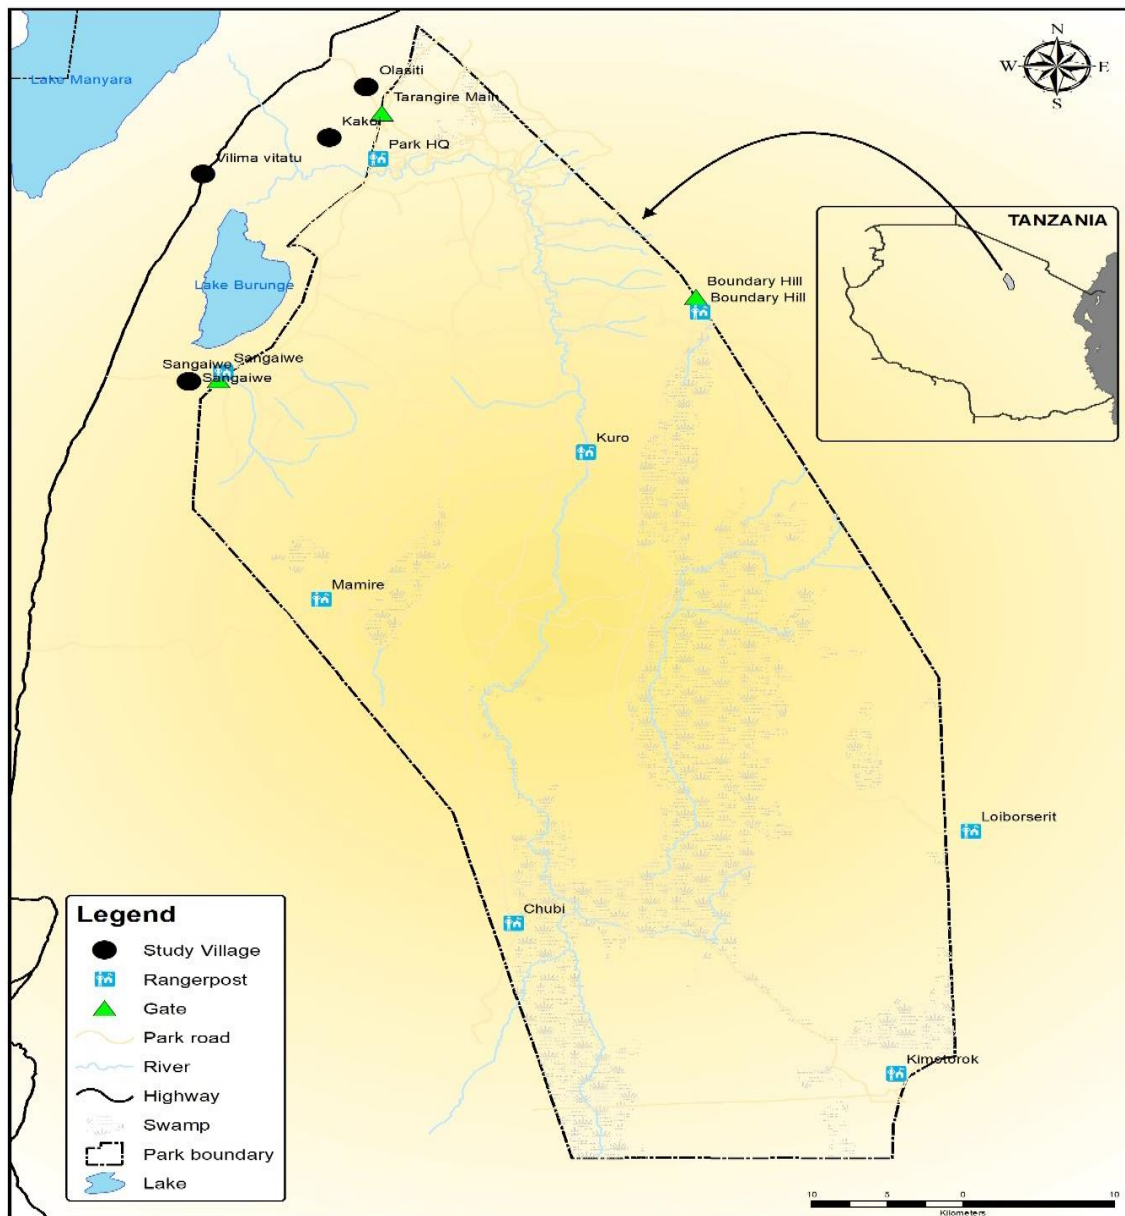 N
W E
S
Lake Manyara
Olasiti
Tarangire Main
Kakoi
Park HQ
Vilima vitatu
TANZANIA
Lake Burunge
Boundary Hill
Boundary Hill
Sangaiwe
Sangaiwe
Sangaiwe
Kuro
Mamire
Loiborserit
Chubi
Kimotorok
Legend
Study Village
Rangerpost
Gate
Park road
River
Highway
Swamp
Park boundary
Lake
10 5 0 10
Kilometers